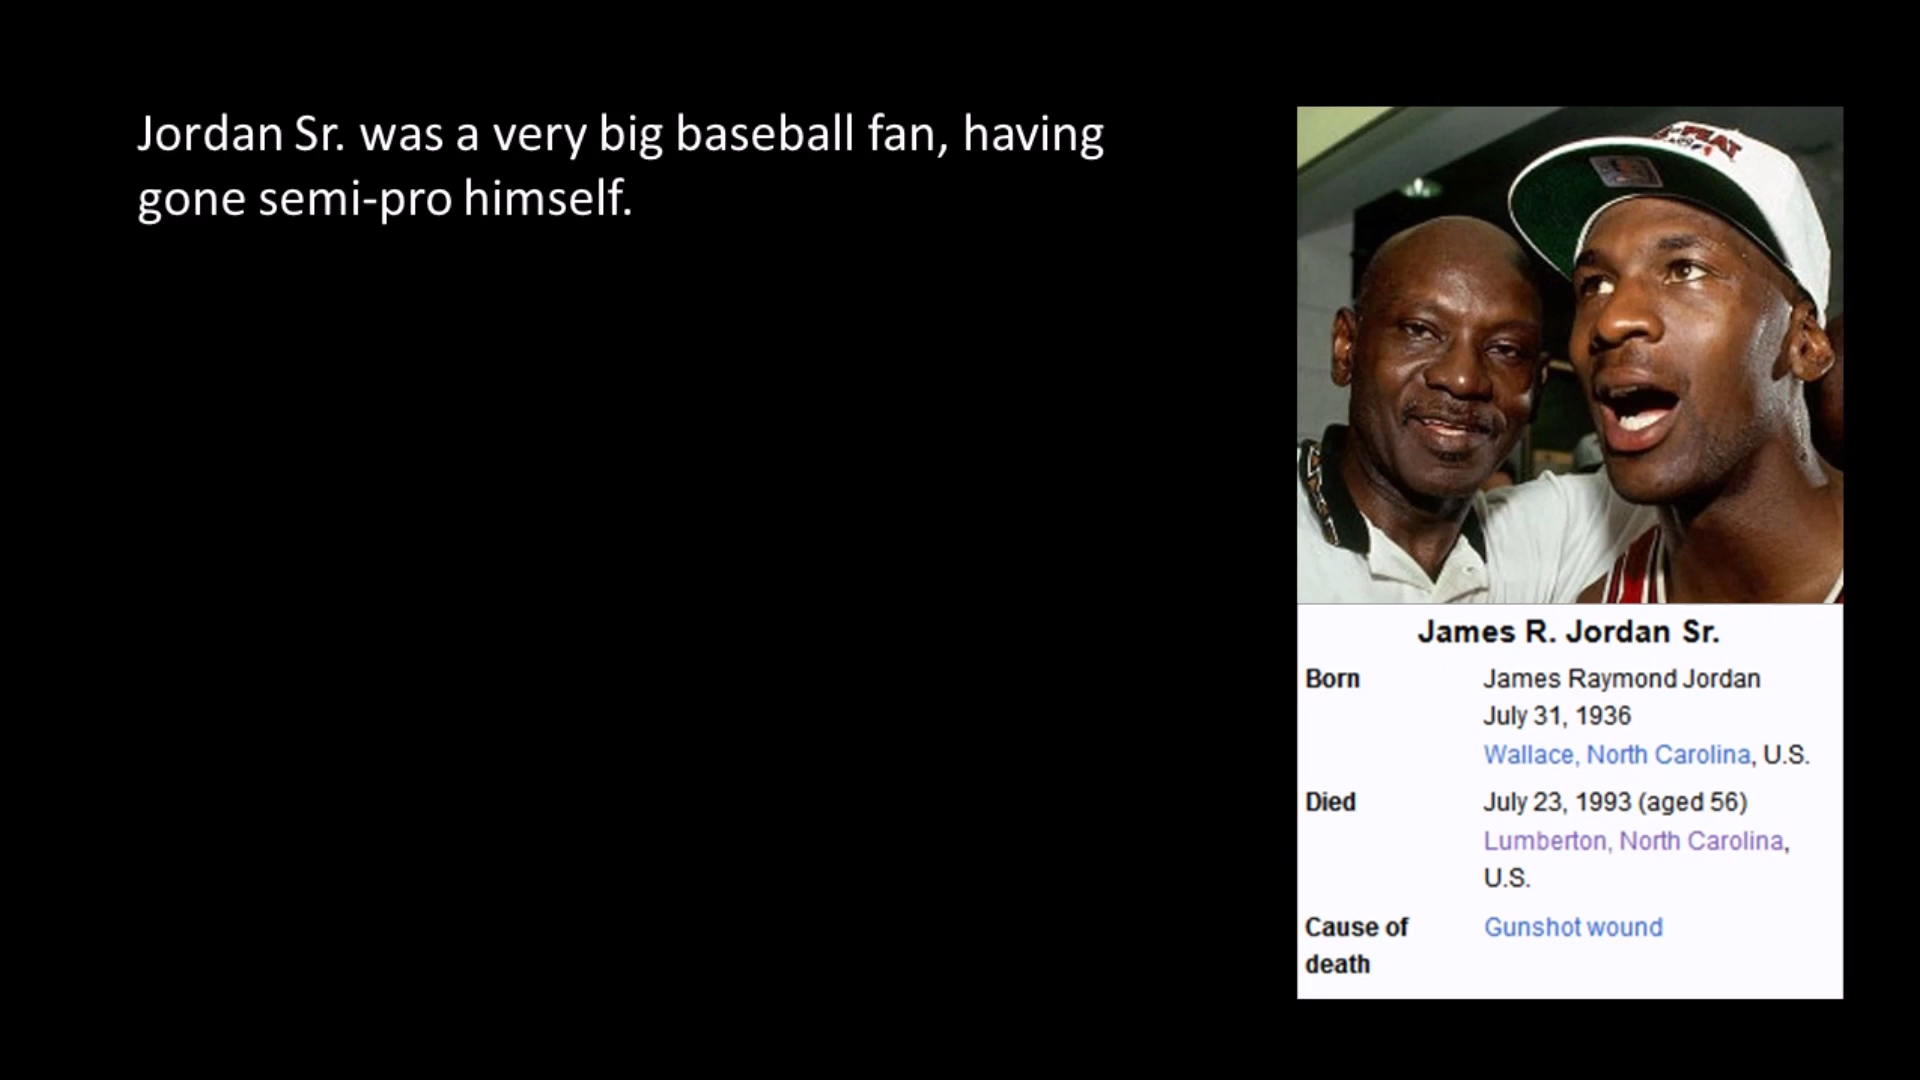 Jordan Sr. was a very big baseball fan, having
gone semi-pro himself.
James R. Jordan Sr.
Born James Raymond Jordan
July 31, 1936
Wallace, North Carolina, U.S.
Died July 23, 1993 (aged 56)
Lumberton, North Carolina,
U.S.
Cause of Gunshot wound
death